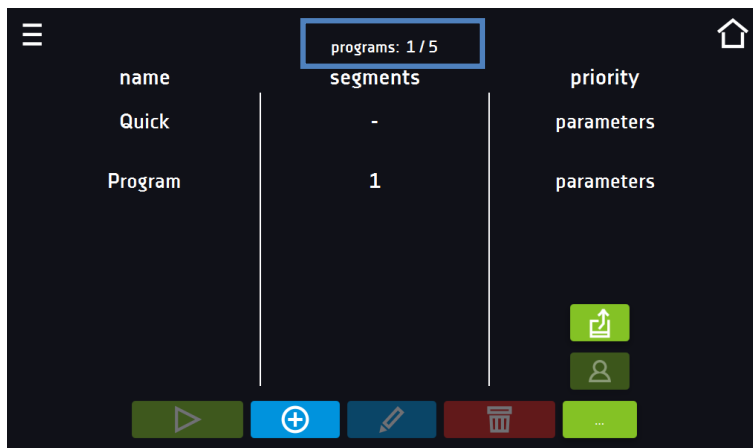 programs: 1 / 5
name segments priority
Quick - parameters
Program 1 parameters
...